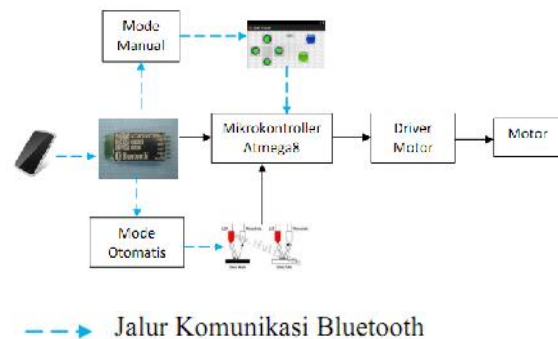 Mode
Manual
Mikrokontroller
Atmega8
Driver
Motor
Motor
Mode
Otomatis
Jalur Komunikasi Bluetooth